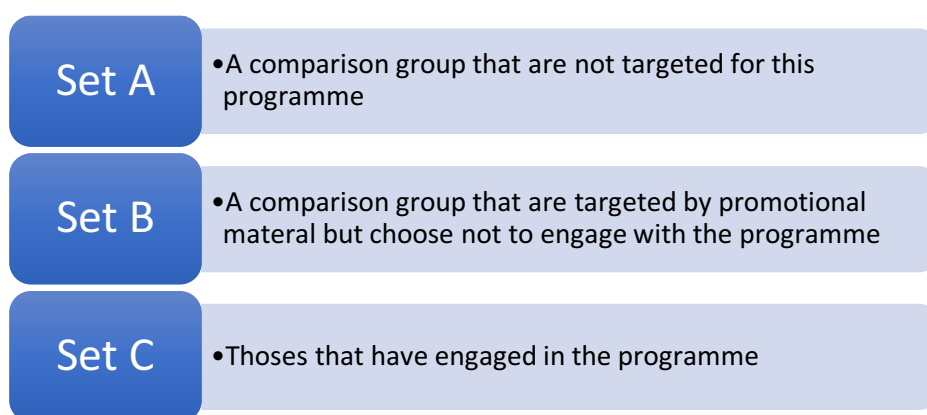 Set A
•A comparison group that are not targeted for this
programme
Set B
•A comparison group that are targeted by promotional
materal but choose not to engage with the programme
Set C
•Thoses that have engaged in the programme